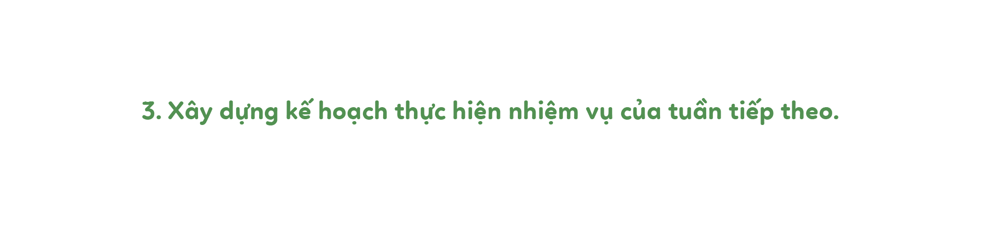 3. Xây dựng kế hoạch thực hiện nhiệm vụ của tuần tiếp theo.